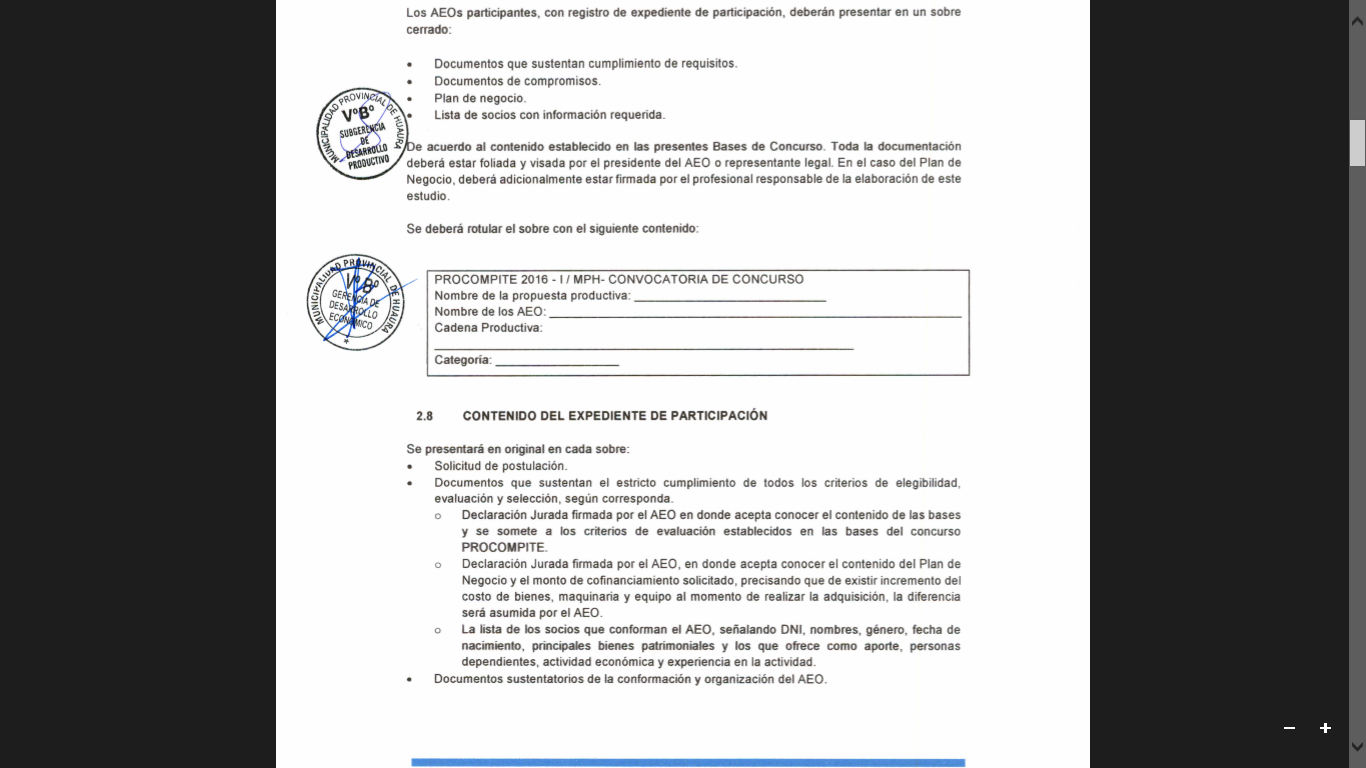 Los AEOs participantes, con registro de expediente de participación, deberán presentar en un sobre
cerrado:
• Documentos que sustentan cumplimiento de requisitos.
• Documentos de compromisos.
• Plan de negocio.
• Lista de socios con información requerida.
MUNICIPALIDAD PROVINCIAL DE HUAURA
VºBº
SUBGERENCIA
DE
DESARROLLO
PRODUCTIVO
De acuerdo al contenido establecido en las presentes Bases de Concurso. Toda la documentación
deberá estar foliada y visada por el presidente del AEO o representante legal. En el caso del Plan de
Negocio, deberá adicionalmente estar firmada por el profesional responsable de la elaboración de este
estudio.
Se deberá rotular el sobre con el siguiente contenido:
MUNICIPALIDAD PROVINCIAL DE HUAURA
VºBº
GERENCIA DE
DESARROLLO
ECONOMICO
PROCOMPITE 2016 - I / MPH- CONVOCATORIA DE CONCURSO
Nombre de la propuesta productiva: ____________________________
Nombre de los AEO: ____________________________________________________________
Cadena Productiva:
_____________________________________________________________
Categoría: __________________
2.8 CONTENIDO DEL EXPEDIENTE DE PARTICIPACIÓN
Se presentará en original en cada sobre:
• Solicitud de postulación.
• Documentos que sustentan el estricto cumplimiento de todos los criterios de elegibilidad,
evaluación y selección, según corresponda.
o Declaración Jurada firmada por el AEO en donde acepta conocer el contenido de las bases
y se somete a los criterios de evaluación establecidos en las bases del concurso
PROCOMPITE.
o Declaración Jurada firmada por el AEO, en donde acepta conocer el contenido del Plan de
Negocio y el monto de cofinanciamiento solicitado, precisando que de existir incremento del
costo de bienes, maquinaria y equipo al momento de realizar la adquisición, la diferencia
será asumida por el AEO.
o La lista de los socios que conforman el AEO, señalando DNI, nombres, género, fecha de
nacimiento, principales bienes patrimoniales y los que ofrece como aporte, personas
dependientes, actividad económica y experiencia en la actividad.
• Documentos sustentatorios de la conformación y organización del AEO.